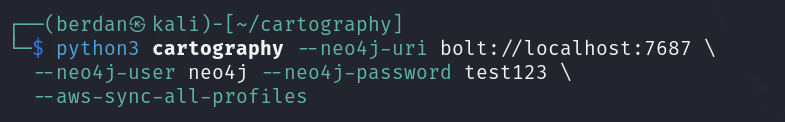 ┌──(berdan㉿kali)-[~/cartography]
└─$ python3 cartography --neo4j-uri bolt://localhost:7687 \
--neo4j-user neo4j --neo4j-password test123 \
--aws-sync-all-profiles